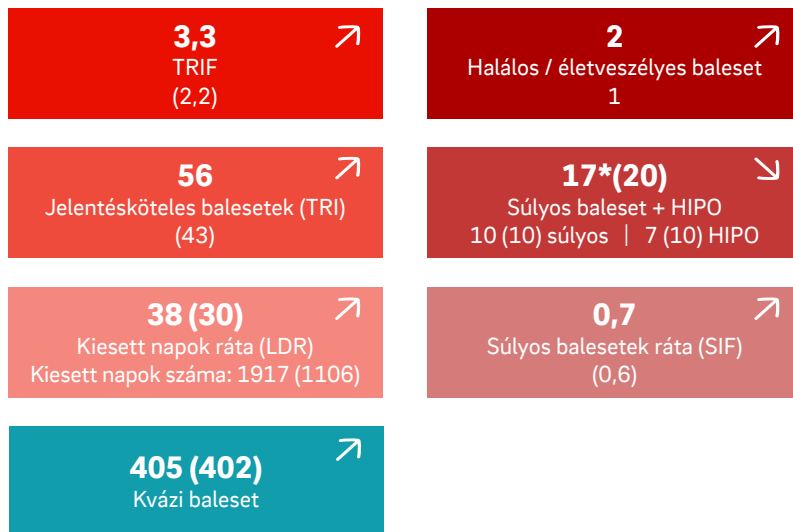 3,3
TRIF
(2,2)
2
Halálos / életveszélyes baleset
1
56
Jelentésköteles balesetek (TRI)
(43)
17*(20)
Súlyos baleset + HIPO
10 (10) súlyos | 7 (10) HIPO
38 (30)
Kiesett napok ráta (LDR)
Kiesett napok száma: 1917 (1106)
0,7
Súlyos balesetek ráta (SIF)
(0,6)
405 (402)
Kvázi baleset